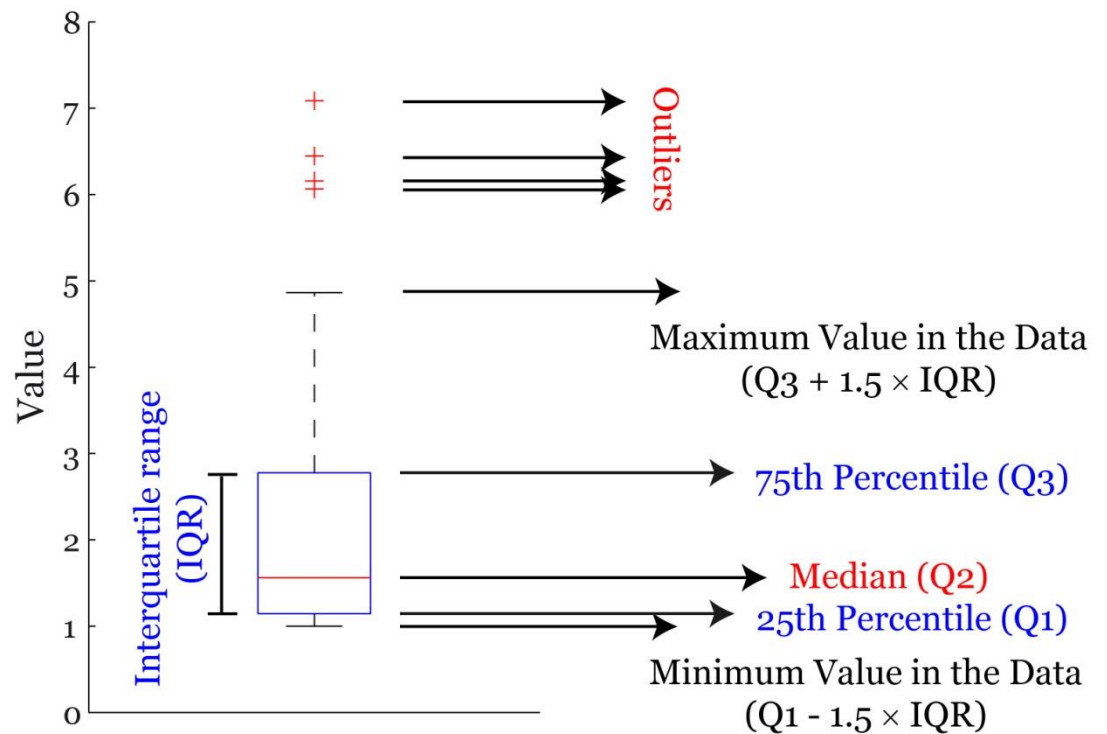 8
7
6
5
4
3
2
1
0
Value
Interquartile range
(IQR)
Outliers
Maximum Value in the Data
(Q3 + 1.5 × IQR)
75th Percentile (Q3)
Median (Q2)
25th Percentile (Q1)
Minimum Value in the Data
(Q1 - 1.5 × IQR)